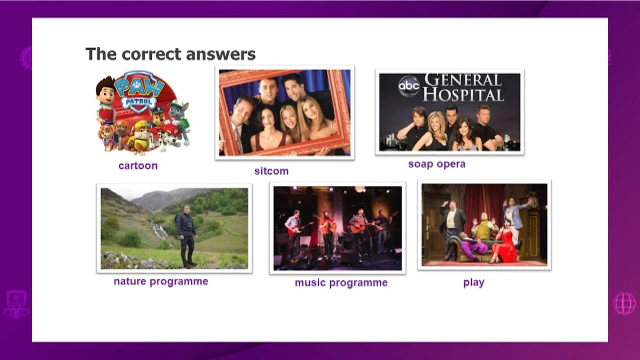 The correct answers
PAW
PATROL
abc
GENERAL
HOSPITAL
cartoon
sitcom
soap opera
nature programme
music programme
play